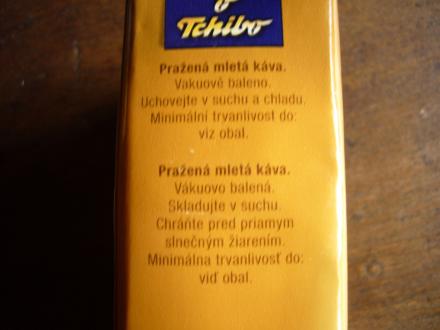 Tchibo
Pražená mletá káva.
Vakuově baleno.
Uchovejte v suchu a chladu.
Minimální trvanlivost do:
viz obal.
Pražená mletá káva.
Vákuovo balená.
Skladujte v suchu.
Chráňte pred priamym
slnečným žiarením.
Minimálna trvanlivosť do:
viď obal.